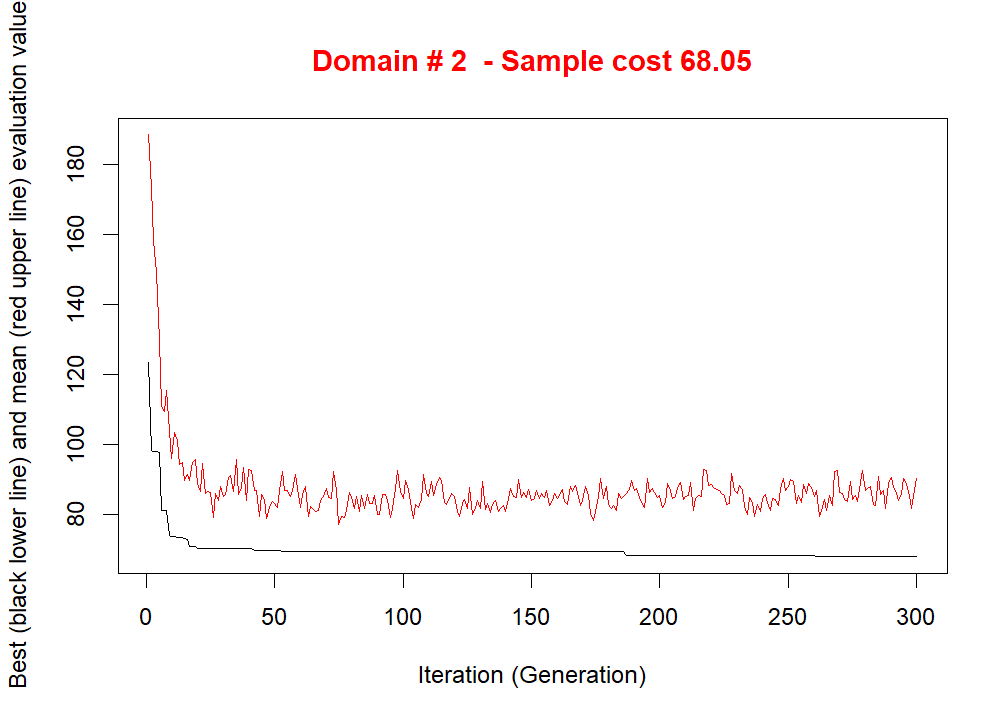 Domain # 2  - Sample cost 68.05
Best (black lower line) and mean (red upper line) evaluation value
180
160
140
120
100
80
0 50 100 150 200 250 300
Iteration (Generation)